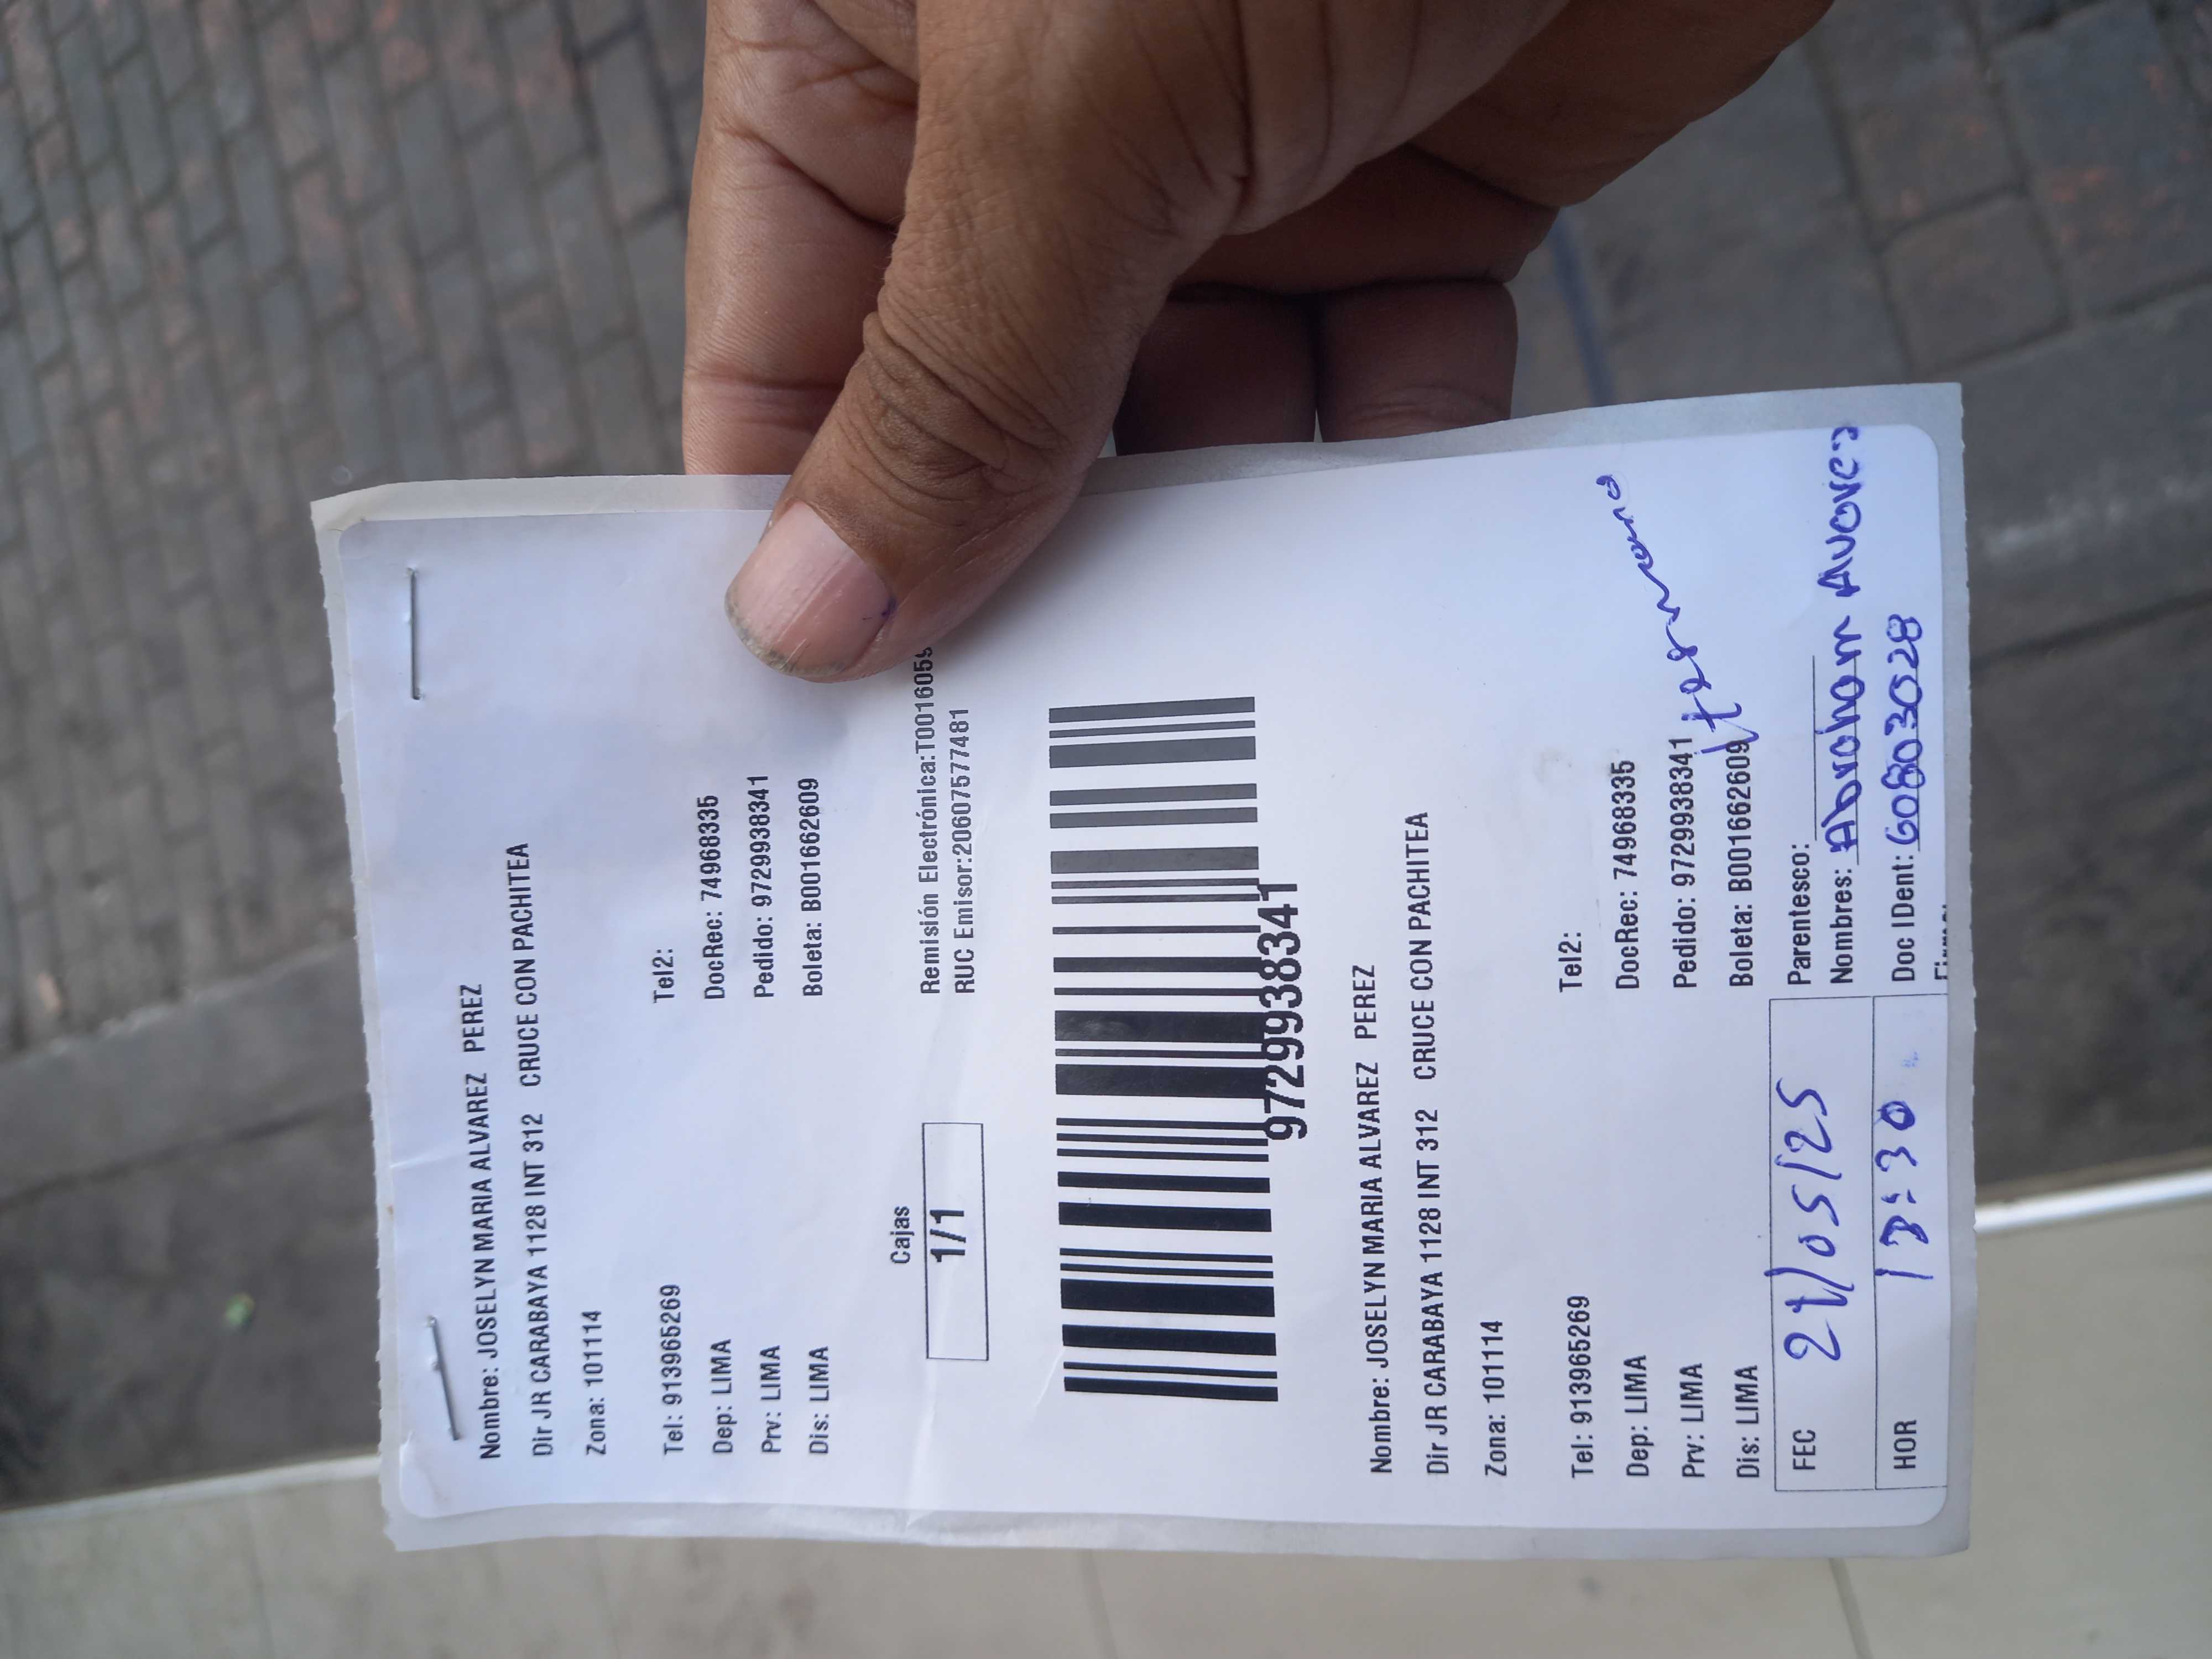 Nombre: JOSELYN MARIA ALVAREZ PEREZ
Dir JR CARABAYA 1128 INT 312 CRUCE CON PACHITEA
Zona: 101114
Tel: 913965269 Tel2:
Dep: LIMA DocRec: 74968335
Prv: LIMA Pedido: 9729938341
Dis: LIMA Boleta: B001662609
Cajas
1/1
Remisión Electrónica:T0016059
RUC Emisor:20607577481
9729938341
Nombre: JOSELYN MARIA ALVAREZ PEREZ
Dir JR CARABAYA 1128 INT 312 CRUCE CON PACHITEA
Zona: 101114
Tel: 913965269 Tel2:
Dep: LIMA DocRec: 74968335
Prv: LIMA Pedido: 9729938341
Dis: LIMA Boleta: B001662609
Hermano
FEC 24/05/25
Parentesco:
Nombres: Abraham Alvarez
HOR 13:30
Doc IDent: 60803028